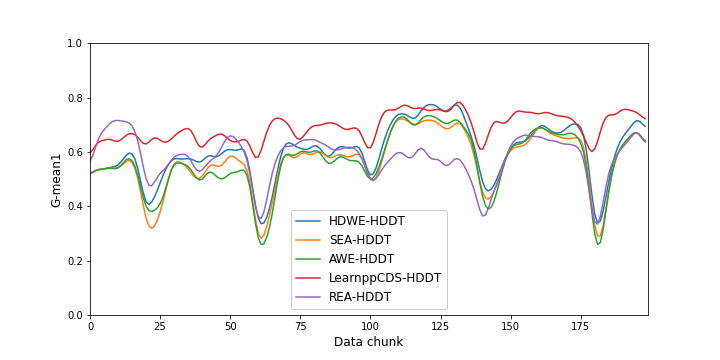 1.0
0.8
0.6
0.4
0.2
0.0
G-mean1
HDWE-HDDT
SEA-HDDT
AWE-HDDT
LearnppCDS-HDDT
REA-HDDT
0 25 50 75 100 125 150 175
Data chunk